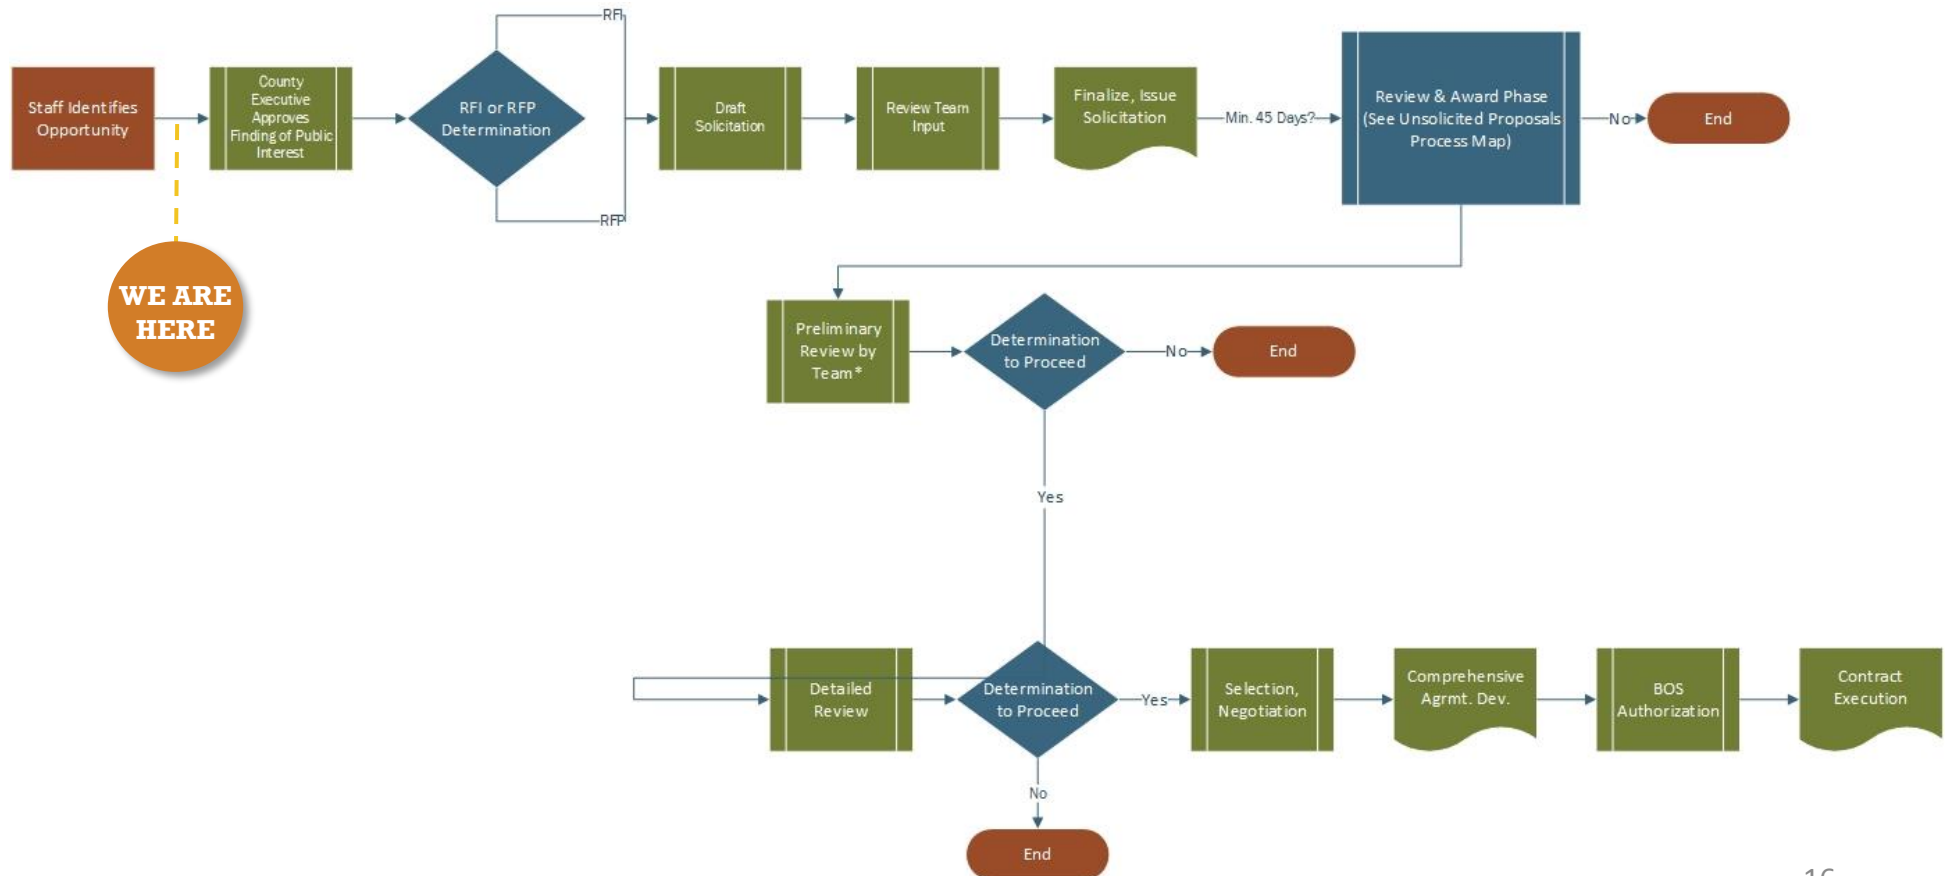 RFI
Staff Identifies
Opportunity
County
Executive
Approves
Finding of Public
Interest
RFI or RFP
Determination
RFP
Draft
Solicitation
Review Team
Input
Finalize, Issue
Solicitation
Min. 45 Days?
Review & Award Phase
(See Unsolicited Proposals
Process Map)
No
End
WE ARE
HERE
Preliminary
Review by
Team*
Determination
to Proceed
No
End
Yes
Detailed
Review
Determination
to Proceed
Yes
Selection,
Negotiation
Comprehensive
Agrmt. Dev.
BOS
Authorization
Contract
Execution
No
End
16